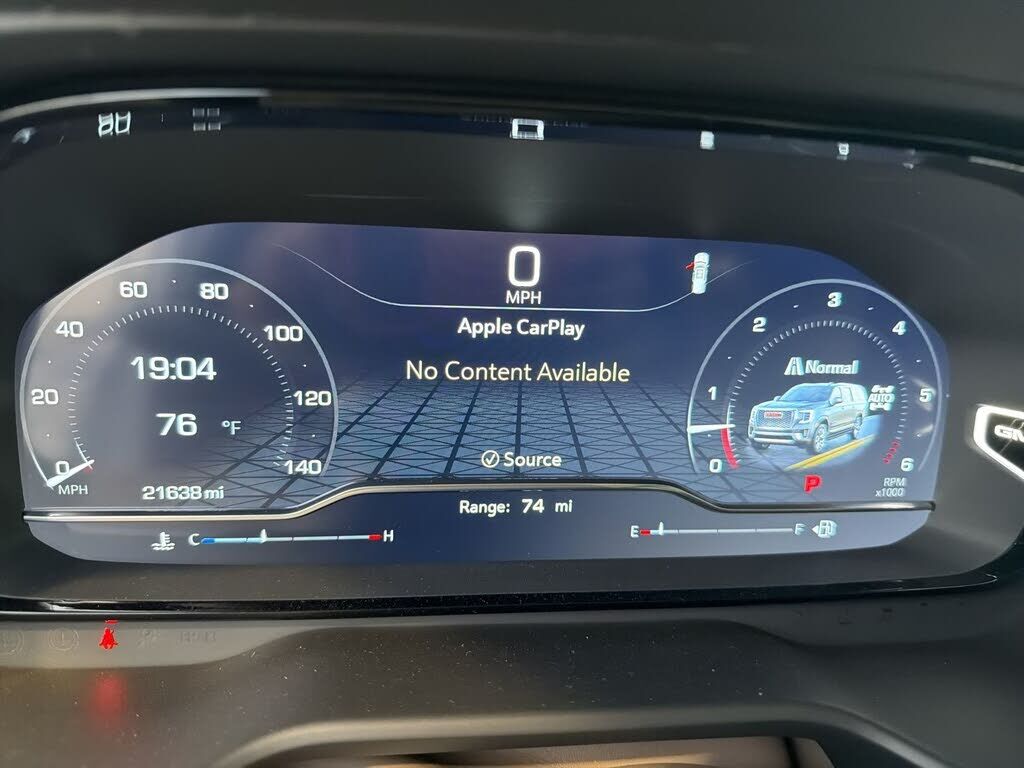 0
MPH
Apple CarPlay
No Content Available
Source
0
20
40
60
80
100
120
140
MPH
19:04
76 °F
21638 mi
0
1
2
3
4
5
6
RPM
x1000
Normal
AUTO
P
Range: 74 mi
C
H
E
F